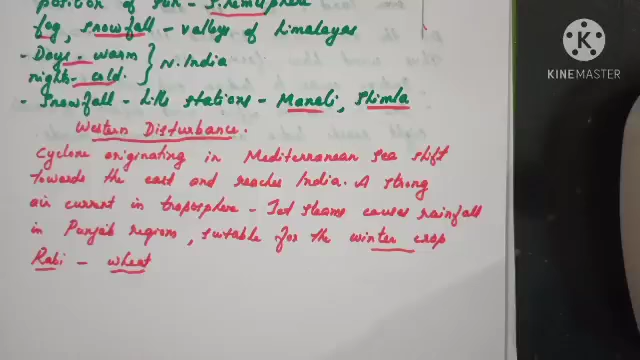 position of sun - S.hemisphere
fog, snowfall - valleys of himalayas
- Days - warm
nights - cold.
N. India
- Snowfall - hill stations - Manali, Shimla
Western Disturbance.
Cyclone originating in Mediterranean sea shift
towards the east and reaches India. A strong
air current in troposphere - Jet steams causes rainfall
in Punjab regions, suitable for the winter crop
Rabi - wheat
KINEMASTER